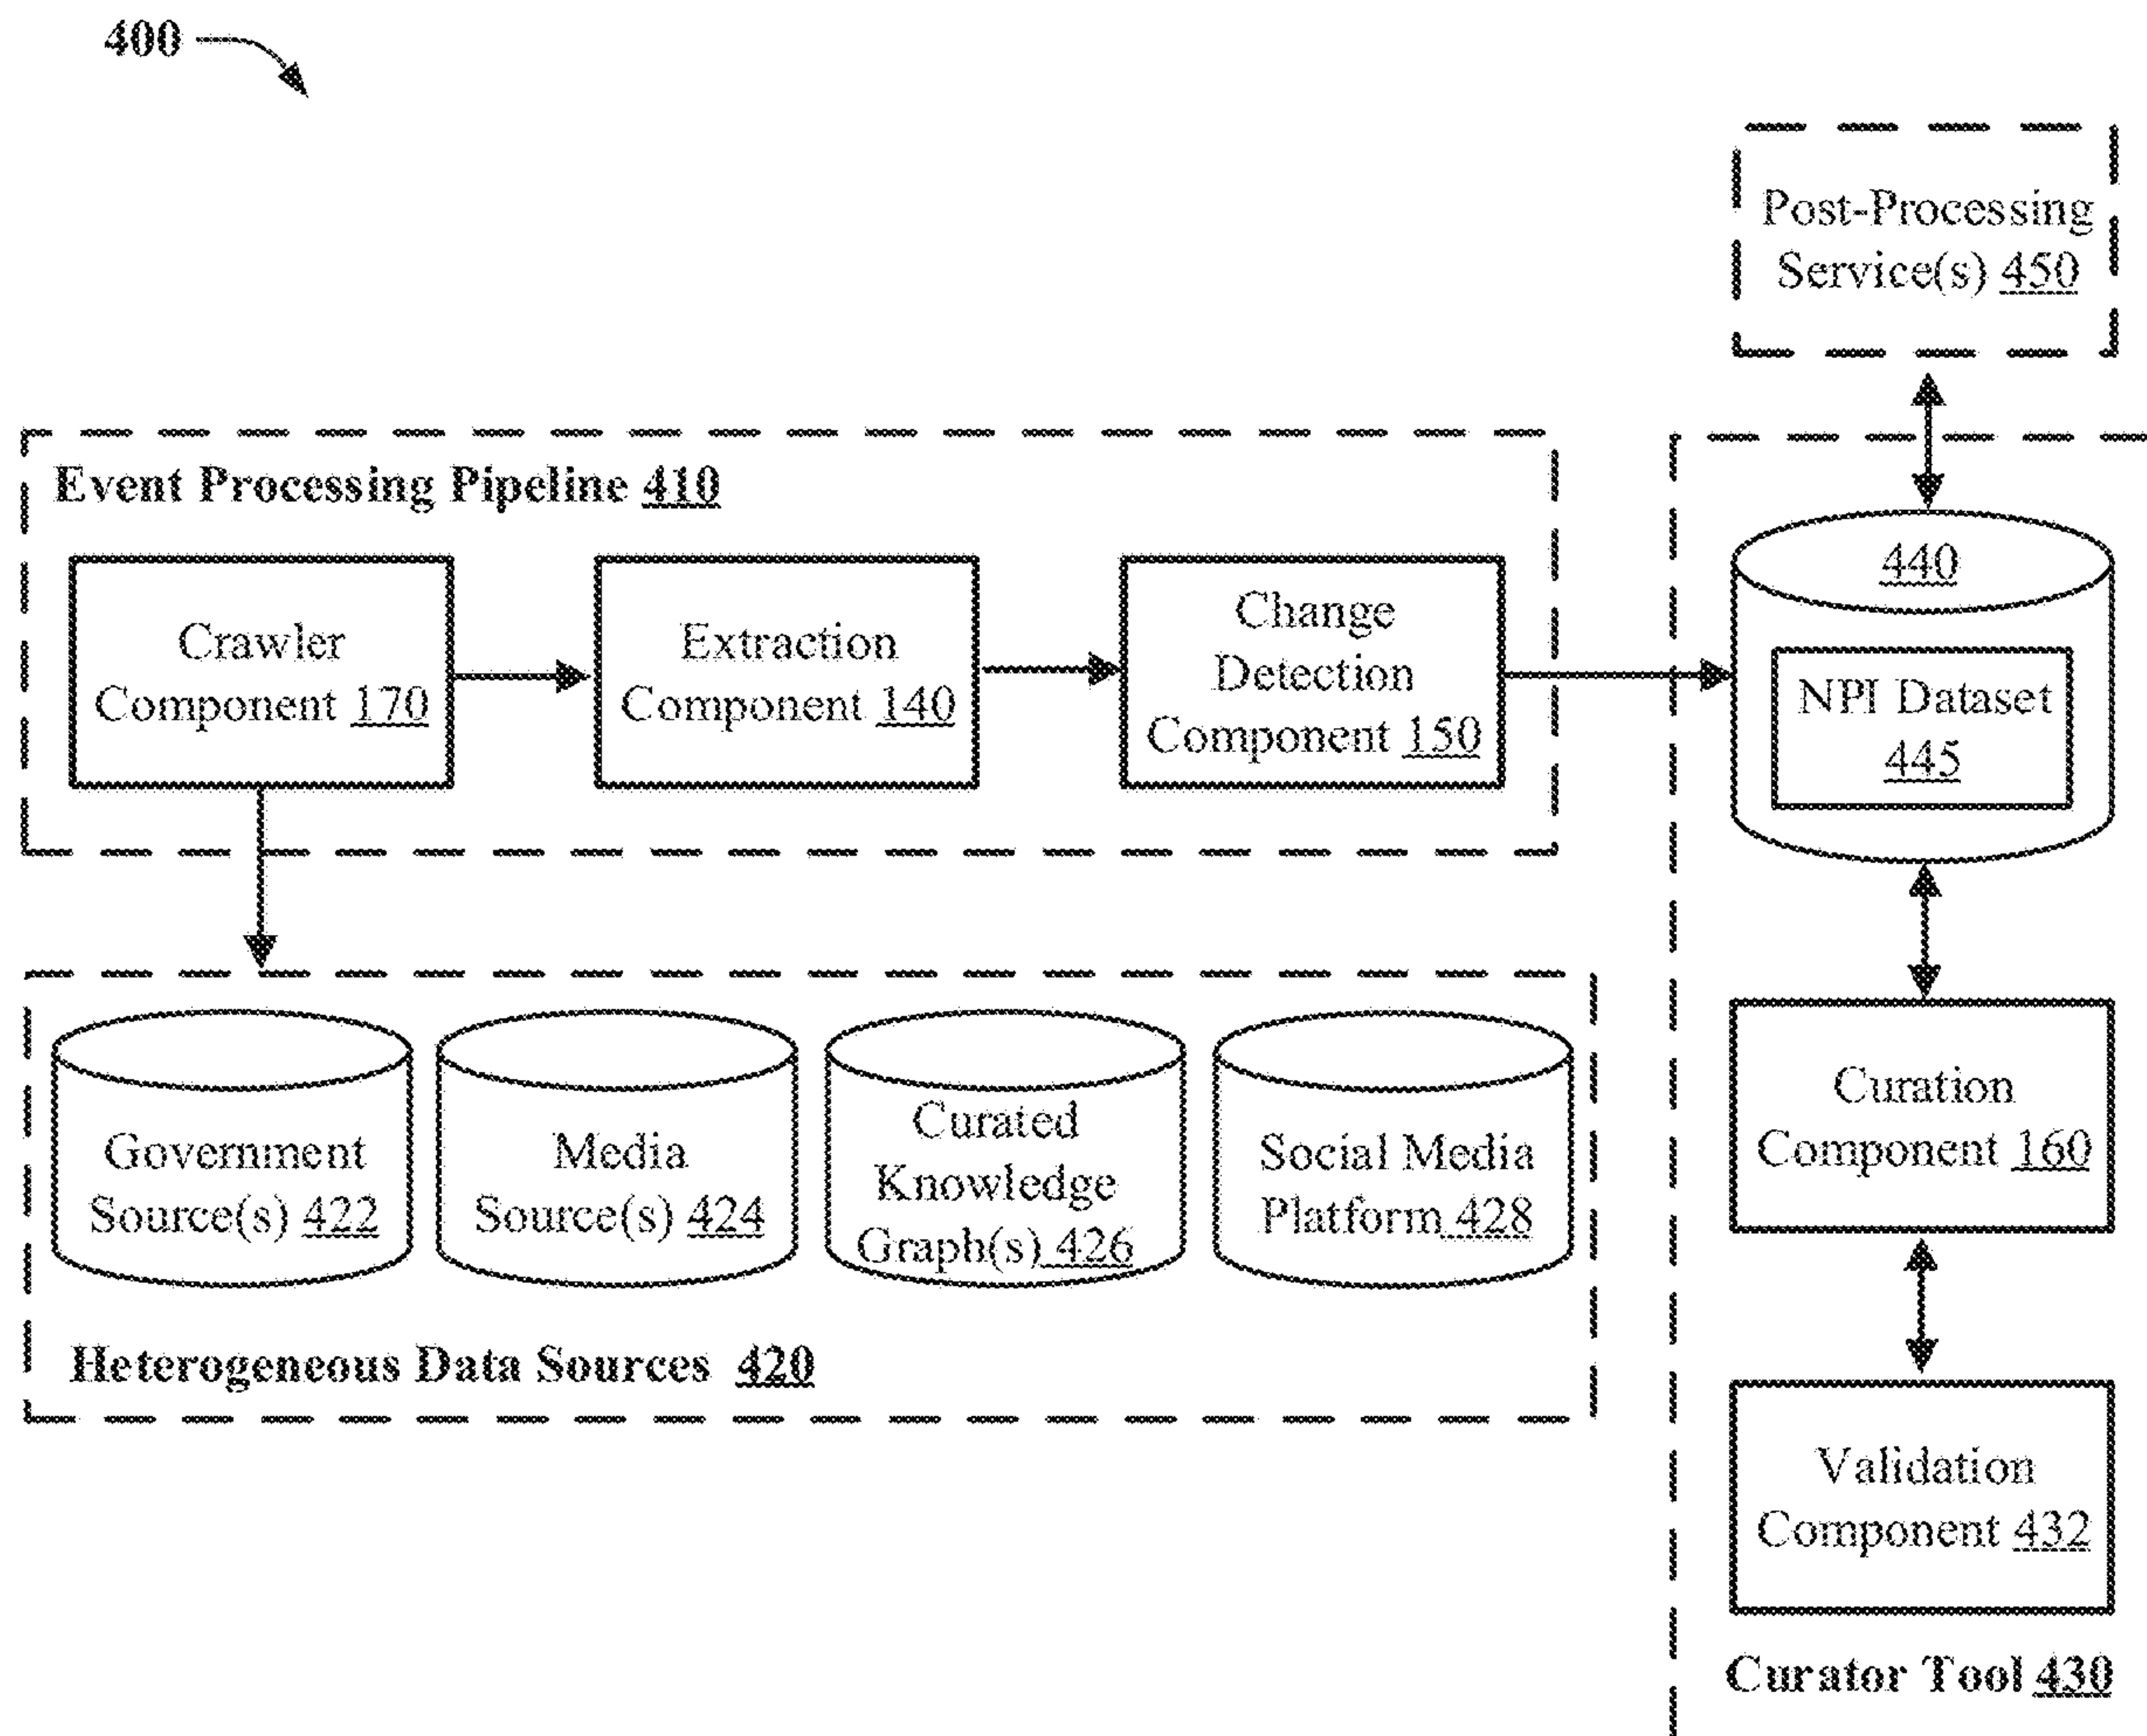 400
Post-Processing
Service(s) 450
Event Processing Pipeline 410
Crawler
Component 170
Extraction
Component 140
Change
Detection
Component 150
440
NPI Dataset
445
Government
Source(s) 422
Media
Source(s) 424
Curated
Knowledge
Graph(s) 426
Social Media
Platform 428
Heterogeneous Data Sources 420
Curation
Component 160
Validation
Component 432
Curator Tool 430